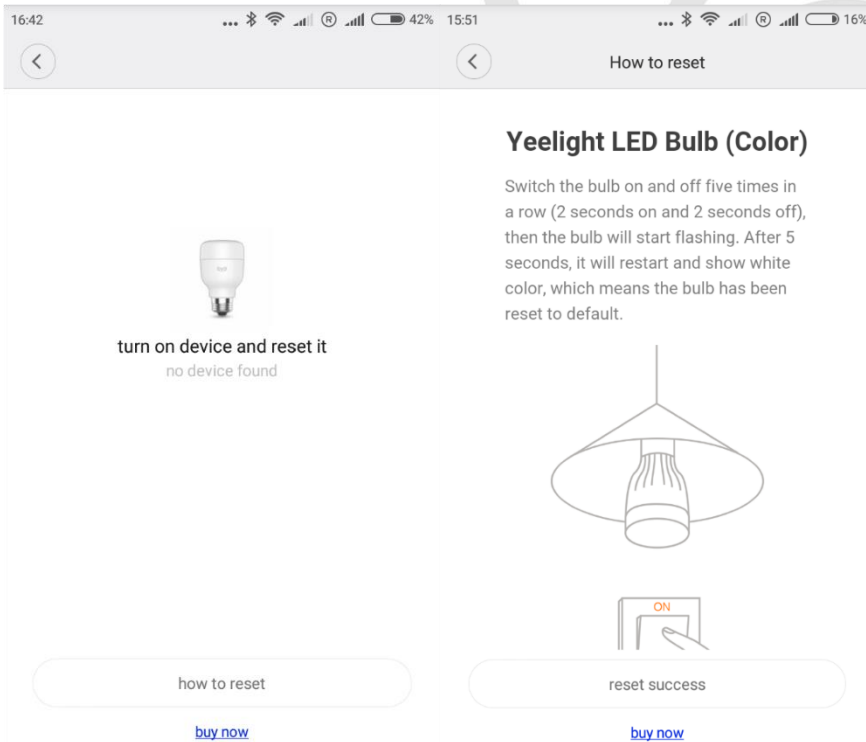 16:42
... ® 42%
turn on device and reset it
no device found
how to reset
buy now
15:51
... ® 16%
How to reset
Yeelight LED Bulb (Color)
Switch the bulb on and off five times in
a row (2 seconds on and 2 seconds off),
then the bulb will start flashing. After 5
seconds, it will restart and show white
color, which means the bulb has been
reset to default.
ON
reset success
buy now